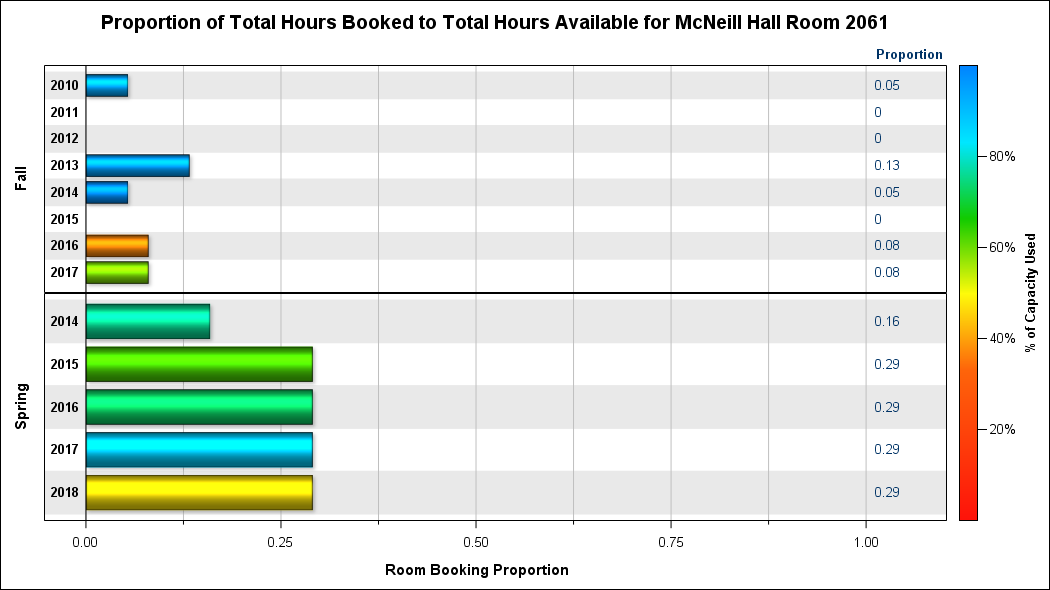 Proportion of Total Hours Booked to Total Hours Available for McNeill Hall Room 2061
Proportion
Fall
2010 0.05
2011 0
2012 0
2013 0.13
2014 0.05
2015 0
2016 0.08
2017 0.08
Spring
2014 0.16
2015 0.29
2016 0.29
2017 0.29
2018 0.29
0.00 0.25 0.50 0.75 1.00
Room Booking Proportion
80%
60%
40%
20%
% of Capacity Used